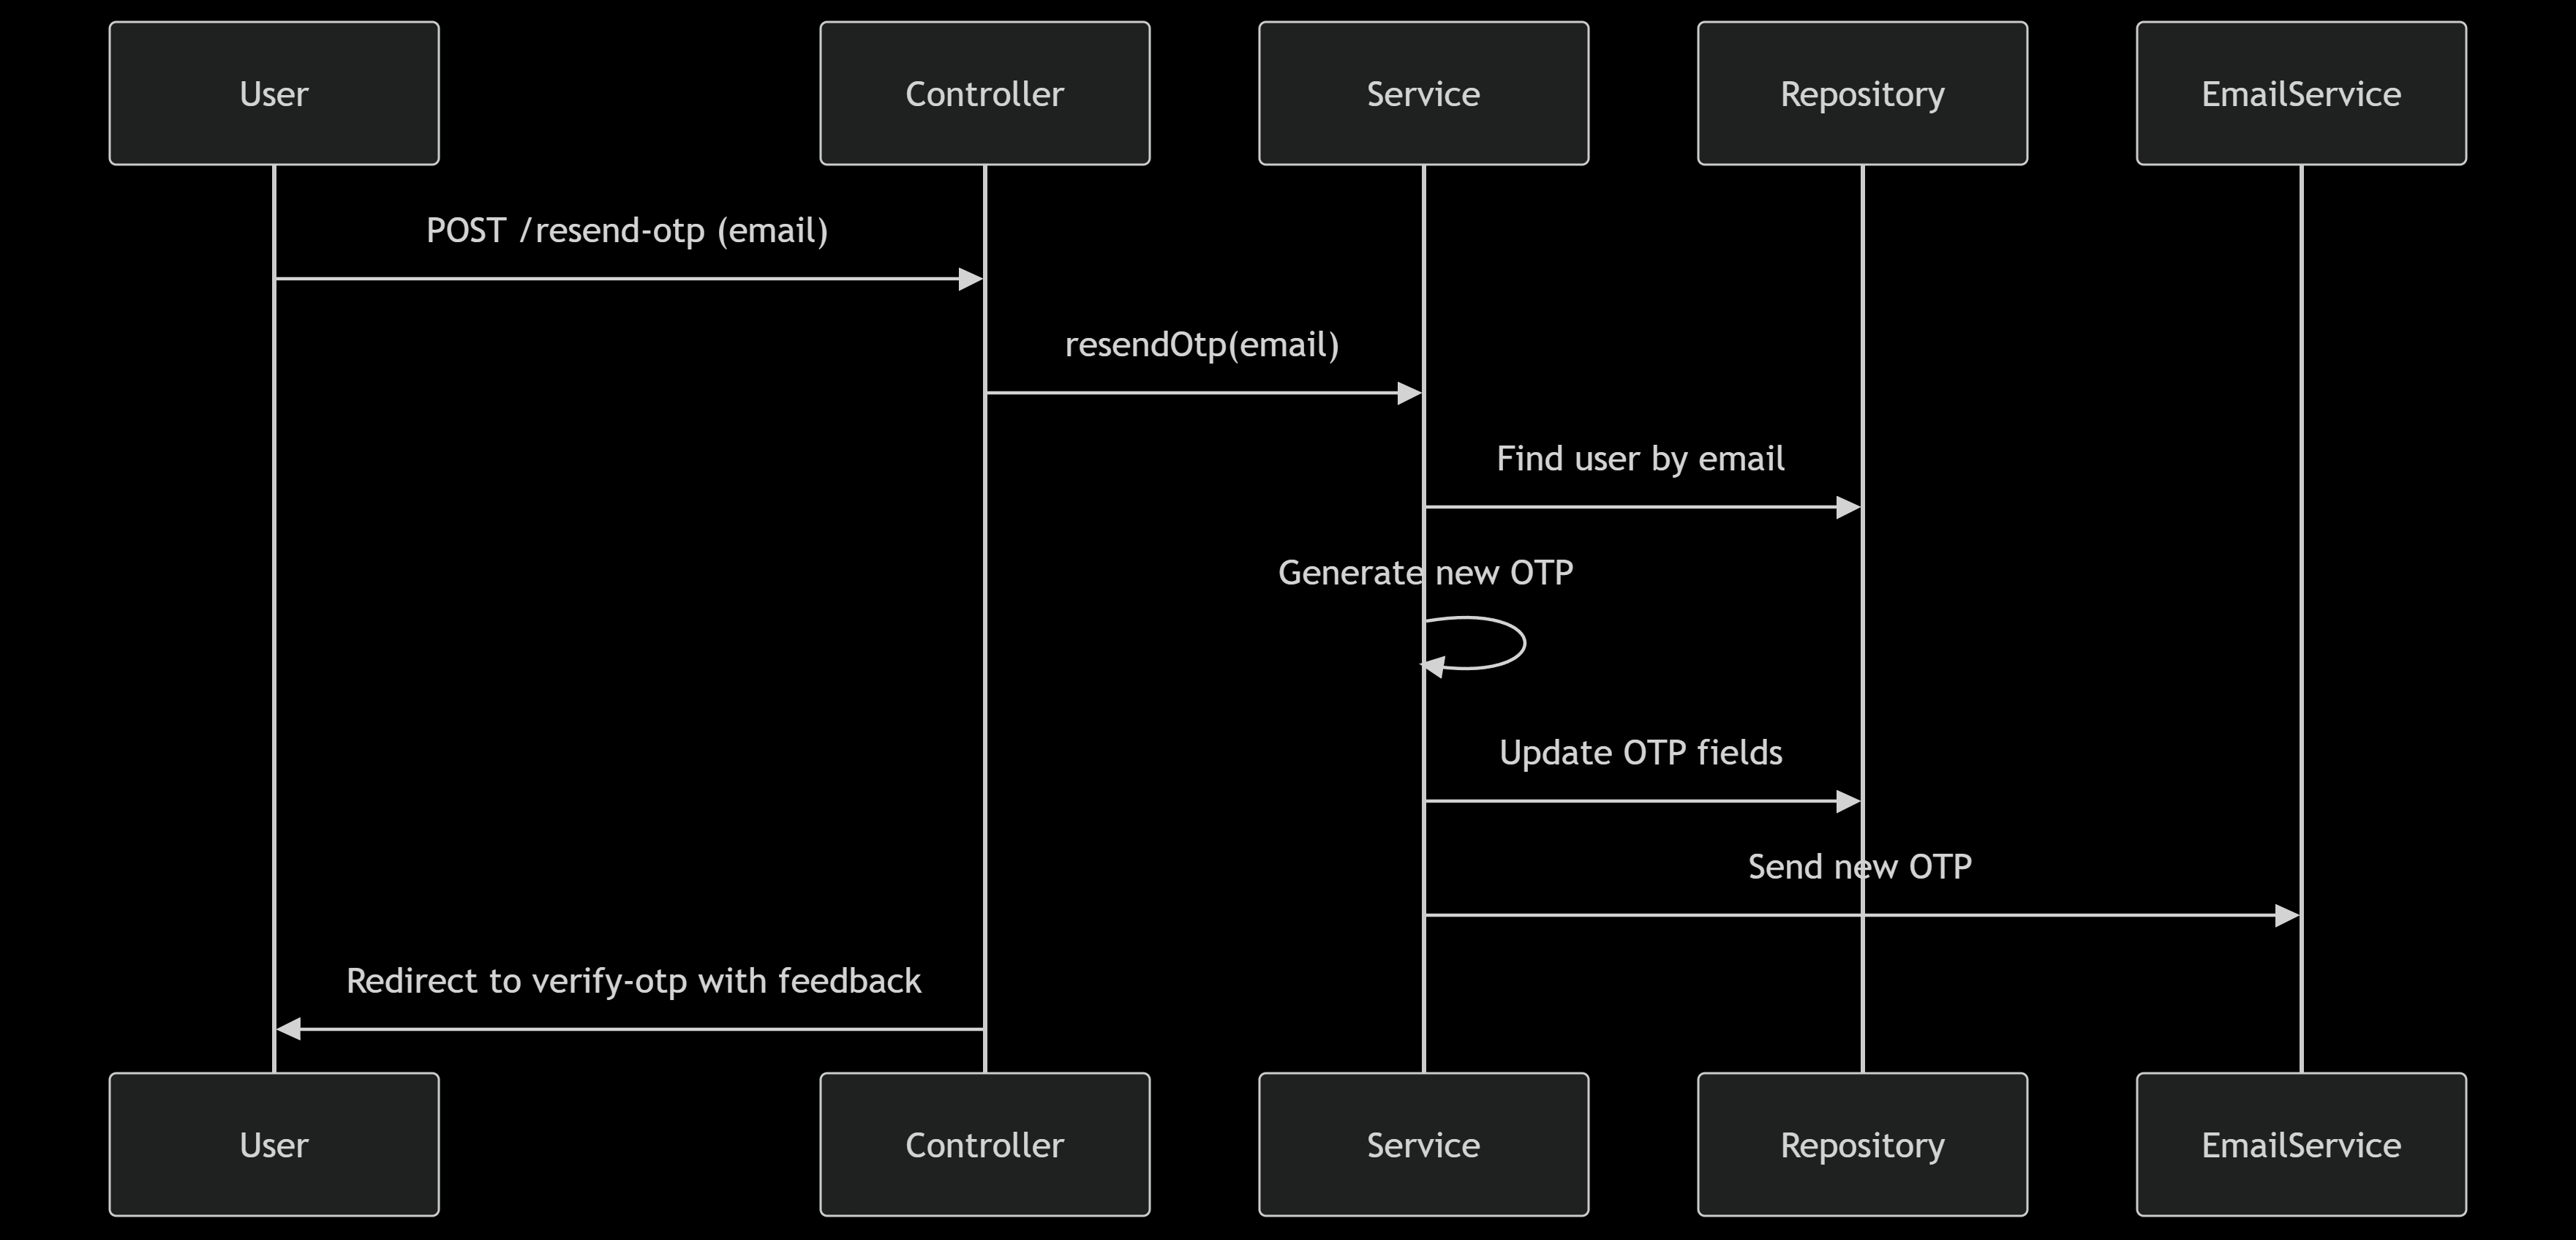 User
Controller
Service
Repository
EmailService
POST /resend-otp (email)
resendOtp(email)
Find user by email
Generate new OTP
Update OTP fields
Send new OTP
Redirect to verify-otp with feedback
User
Controller
Service
Repository
EmailService